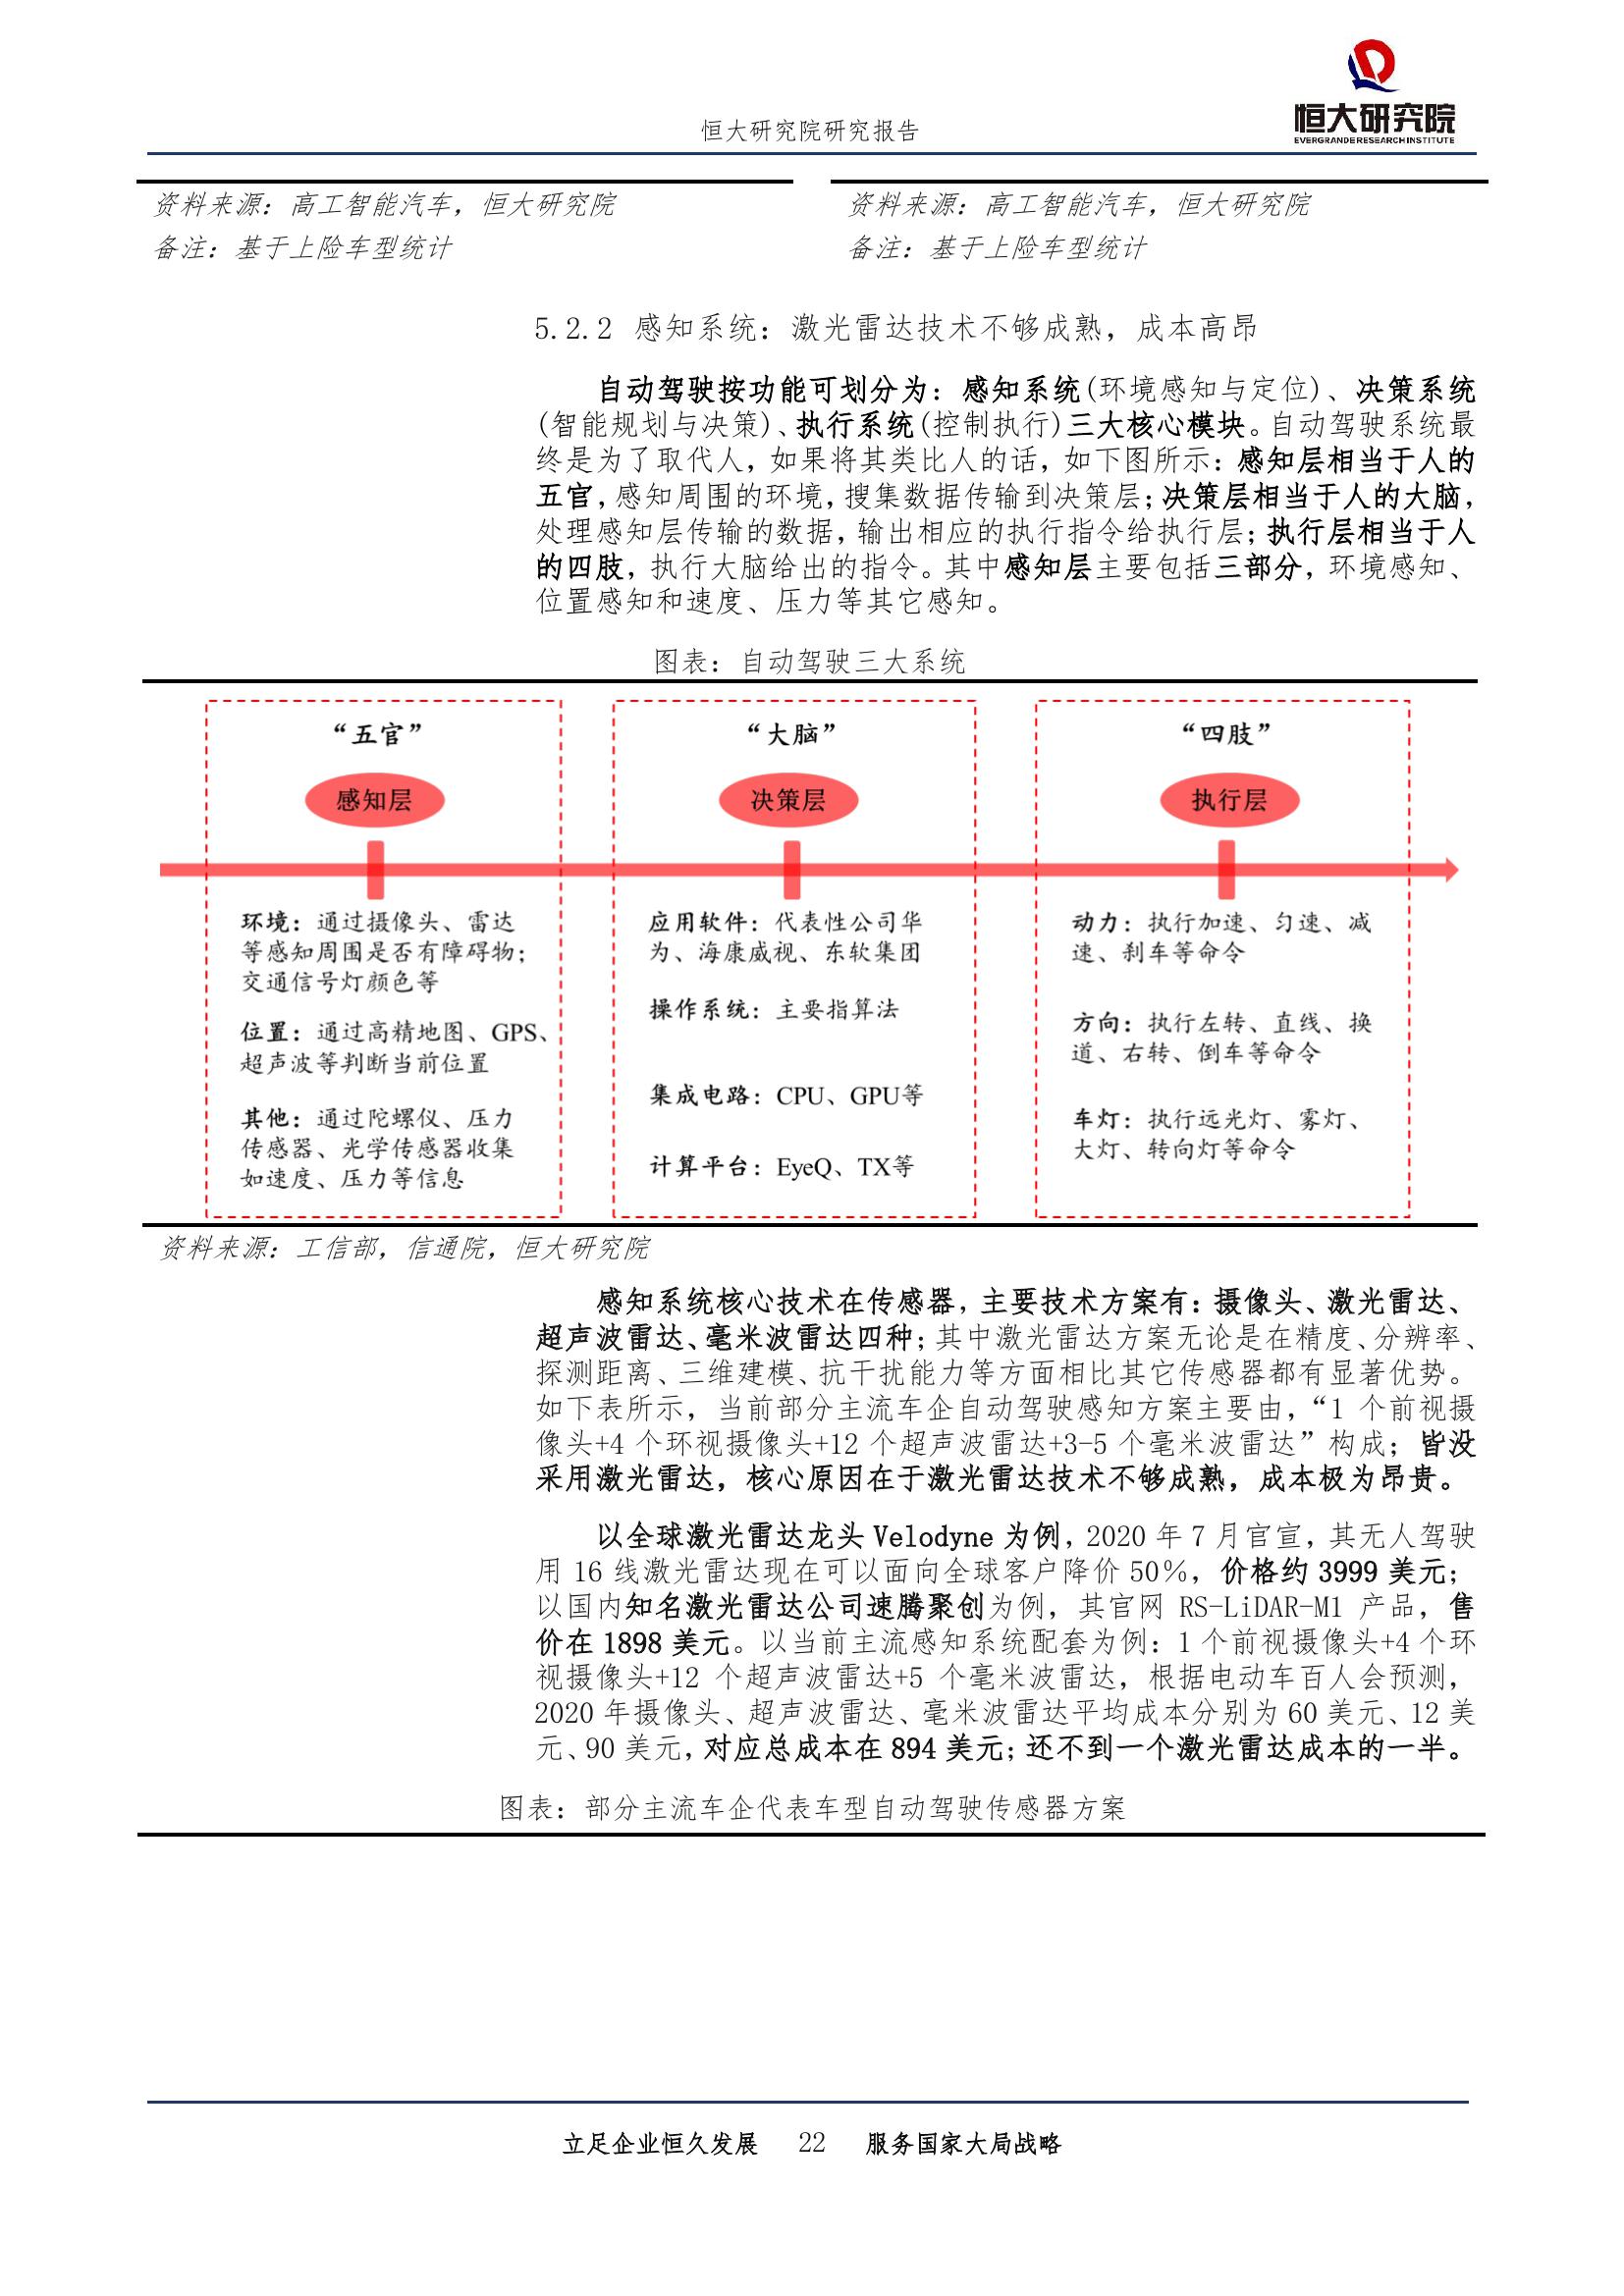 恒大研究院研究报告
恒大研究院
EVERGRANDE RESEARCH INSTITUTE
资料来源：高工智能汽车，恒大研究院
备注：基于上险车型统计
资料来源：高工智能汽车，恒大研究院
备注：基于上险车型统计
5.2.2 感知系统：激光雷达技术不够成熟，成本高昂
自动驾驶按功能可划分为：感知系统(环境感知与定位)、决策系统
(智能规划与决策)、执行系统(控制执行)三大核心模块。自动驾驶系统最
终是为了取代人，如果将其类比人的话，如下图所示：感知层相当于人的
五官，感知周围的环境，搜集数据传输到决策层；决策层相当于人的大脑，
处理感知层传输的数据，输出相应的执行指令给执行层；执行层相当于人
的四肢，执行大脑给出的指令。其中感知层主要包括三部分，环境感知、
位置感知和速度、压力等其它感知。
图表：自动驾驶三大系统
“五官”
感知层
环境：通过摄像头、雷达
等感知周围是否有障碍物；
交通信号灯颜色等
位置：通过高精地图、GPS、
超声波等判断当前位置
其他：通过陀螺仪、压力
传感器、光学传感器收集
如速度、压力等信息
“大脑”
决策层
应用软件：代表性公司华
为、海康威视、东软集团
操作系统：主要指算法
集成电路：CPU、GPU等
计算平台：EyeQ、TX等
“四肢”
执行层
动力：执行加速、匀速、减
速、刹车等命令
方向：执行左转、直线、换
道、右转、倒车等命令
车灯：执行远光灯、雾灯、
大灯、转向灯等命令
资料来源：工信部，信通院，恒大研究院
感知系统核心技术在传感器，主要技术方案有：摄像头、激光雷达、
超声波雷达、毫米波雷达四种；其中激光雷达方案无论是在精度、分辨率、
探测距离、三维建模、抗干扰能力等方面相比其它传感器都有显著优势。
如下表所示，当前部分主流车企自动驾驶感知方案主要由，“1 个前视摄
像头+4 个环视摄像头+12 个超声波雷达+3-5 个毫米波雷达”构成；皆没
采用激光雷达，核心原因在于激光雷达技术不够成熟，成本极为昂贵。
以全球激光雷达龙头 Velodyne 为例，2020 年 7 月官宣，其无人驾驶
用 16 线激光雷达现在可以面向全球客户降价 50%，价格约 3999 美元；
以国内知名激光雷达公司速腾聚创为例，其官网 RS-LiDAR-M1 产品，售
价在 1898 美元。以当前主流感知系统配套为例：1 个前视摄像头+4 个环
视摄像头+12 个超声波雷达+5 个毫米波雷达，根据电动车百人会预测，
2020 年摄像头、超声波雷达、毫米波雷达平均成本分别为 60 美元、12 美
元、90 美元，对应总成本在 894 美元；还不到一个激光雷达成本的一半。
图表：部分主流车企代表车型自动驾驶传感器方案
立足企业恒久发展 22 服务国家大局战略